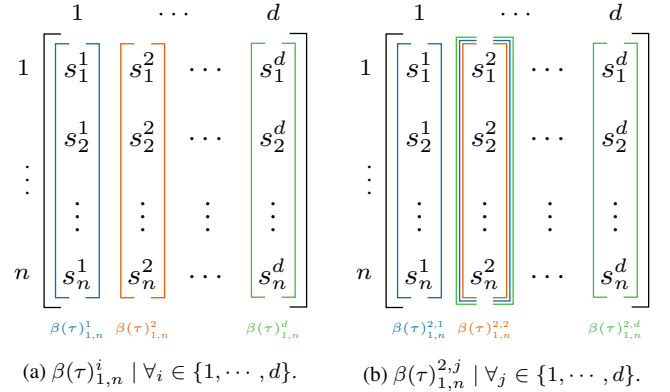 1 ⋯ d
1 s_1^1 s_1^2 ⋯ s_1^d
s_2^1 s_2^2 ⋯ s_2^d
⋮ ⋮ ⋮ ⋮
n s_n^1 s_n^2 ⋯ s_n^d
β(τ)_{1,n}^1 β(τ)_{1,n}^2 β(τ)_{1,n}^d
(a) β(τ)_{1,n}^i | ∀_i ∈ {1, ⋯ , d}.
1 ⋯ d
1 s_1^1 s_1^2 ⋯ s_1^d
s_2^1 s_2^2 ⋯ s_2^d
⋮ ⋮ ⋮ ⋮
n s_n^1 s_n^2 ⋯ s_n^d
β(τ)_{1,n}^{2,1} β(τ)_{1,n}^{2,2} β(τ)_{1,n}^{2,d}
(b) β(τ)_{1,n}^{2,j} | ∀_j ∈ {1, ⋯ , d}.